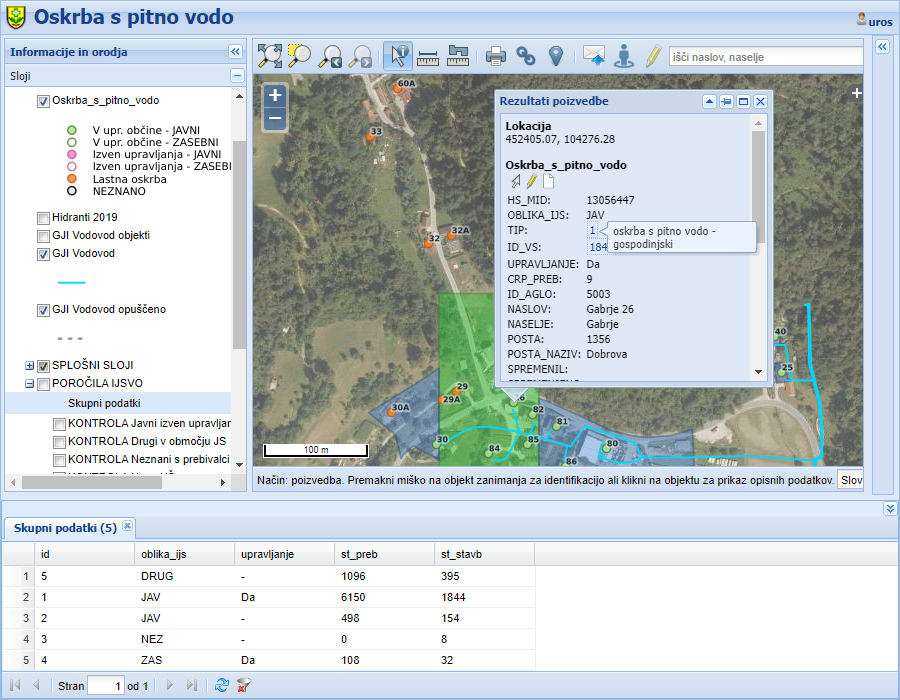 Oskrba s pitno vodo
uros
Informacije in orodja
Sloji
Oskrba_s_pitno_vodo
V upr. občine - JAVNI
V upr. občine - ZASEBNI
Izven upravljanja - JAVNI
Izven upravljanja - ZASEBI
Lastna oskrba
NEZNANO
Hidranti 2019
GJI Vodovod objekti
GJI Vodovod
GJI Vodovod opuščeno
SPLOŠNI SLOJI
POROČILA IJSVO
Skupni podatki
KONTROLA Javni izven upravljar
KONTROLA Drugi v območju JS
KONTROLA Neznani s prebivalci
išči naslov, naselje
60A
33
32
32A
29
29A
30A
30
6
82
81
84
85
86
80
40
25
100 m
Rezultati poizvedbe
Lokacija
452405.07, 104276.28
Oskrba_s_pitno_vodo
HS_MID: 13056447
OBLIKA_IJS: JAV
TIP: 1
oskrba s pitno vodo - gospodinjski
ID_VS: 184
UPRAVLJANJE: Da
CRP_PREB: 9
ID_AGLO: 5003
NASLOV: Gabrje 26
NASELJE: Gabrje
POSTA: 1356
POSTA_NAZIV: Dobrova
SPREMENIL:
Način: poizvedba. Premakni miško na objekt zanimanja za identifikacijo ali klikni na objektu za prikaz opisnih podatkov.
Slov
Skupni podatki (5)
id oblika_ijs upravljanje st_preb st_stavb
1 5 DRUG - 1096 395
2 1 JAV Da 6150 1844
3 2 JAV - 498 154
4 3 NEZ - 0 8
5 4 ZAS Da 108 32
Stran 1 od 1